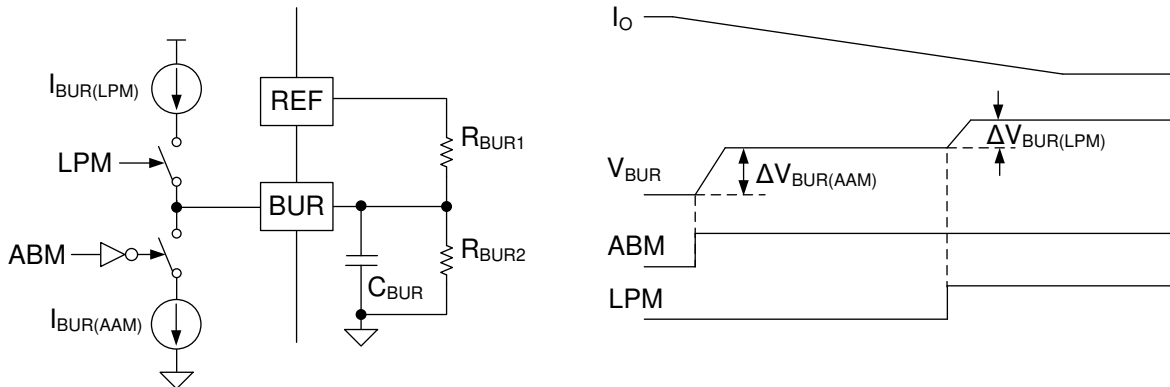 I_BUR(LPM)
LPM
ABM
I_BUR(AAM)
REF
BUR
R_BUR1
R_BUR2
C_BUR
I_O
V_BUR
ΔV_BUR(AAM)
ΔV_BUR(LPM)
ABM
LPM